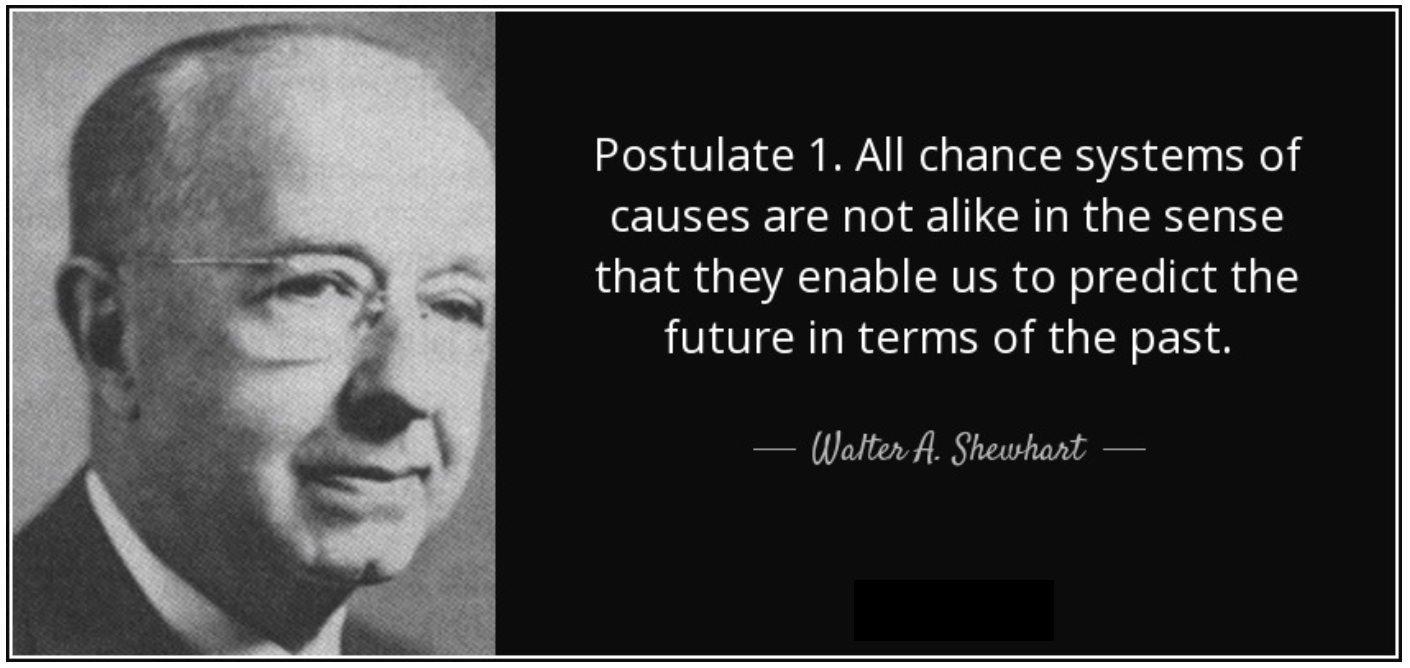 Postulate 1. All chance systems of
causes are not alike in the sense
that they enable us to predict the
future in terms of the past.
Walter A. Shewhart